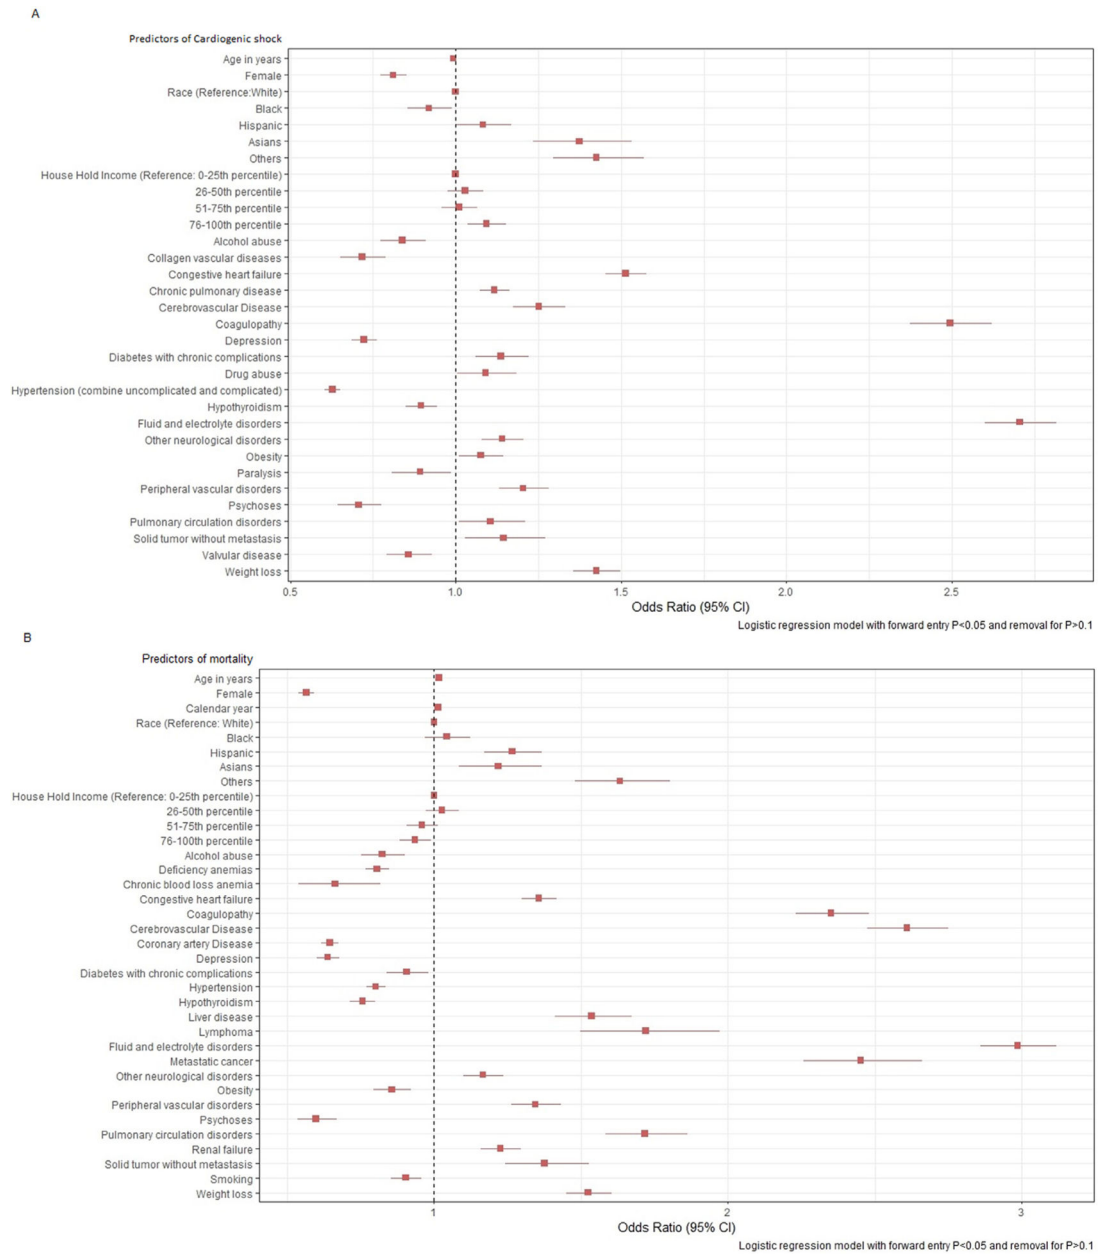 A
Predictors of Cardiogenic shock
Age in years
Female
Race (Reference:White)
Black
Hispanic
Asians
Others
House Hold Income (Reference: 0-25th percentile)
26-50th percentile
51-75th percentile
76-100th percentile
Alcohol abuse
Collagen vascular diseases
Congestive heart failure
Chronic pulmonary disease
Cerebrovascular Disease
Coagulopathy
Depression
Diabetes with chronic complications
Drug abuse
Hypertension (combine uncomplicated and complicated)
Hypothyroidism
Fluid and electrolyte disorders
Other neurological disorders
Obesity
Paralysis
Peripheral vascular disorders
Psychoses
Pulmonary circulation disorders
Solid tumor without metastasis
Valvular disease
Weight loss
0.5 1.0 1.5 2.0 2.5
Odds Ratio (95% CI)
Logistic regression model with forward entry P<0.05 and removal for P>0.1
B
Predictors of mortality
Age in years
Female
Calendar year
Race (Reference: White)
Black
Hispanic
Asians
Others
House Hold Income (Reference: 0-25th percentile)
26-50th percentile
51-75th percentile
76-100th percentile
Alcohol abuse
Deficiency anemias
Chronic blood loss anemia
Congestive heart failure
Coagulopathy
Cerebrovascular Disease
Coronary artery Disease
Depression
Diabetes with chronic complications
Hypertension
Hypothyroidism
Liver disease
Lymphoma
Fluid and electrolyte disorders
Metastatic cancer
Other neurological disorders
Obesity
Peripheral vascular disorders
Psychoses
Pulmonary circulation disorders
Renal failure
Solid tumor without metastasis
Smoking
Weight loss
1 2 3
Odds Ratio (95% CI)
Logistic regression model with forward entry P<0.05 and removal for P>0.1